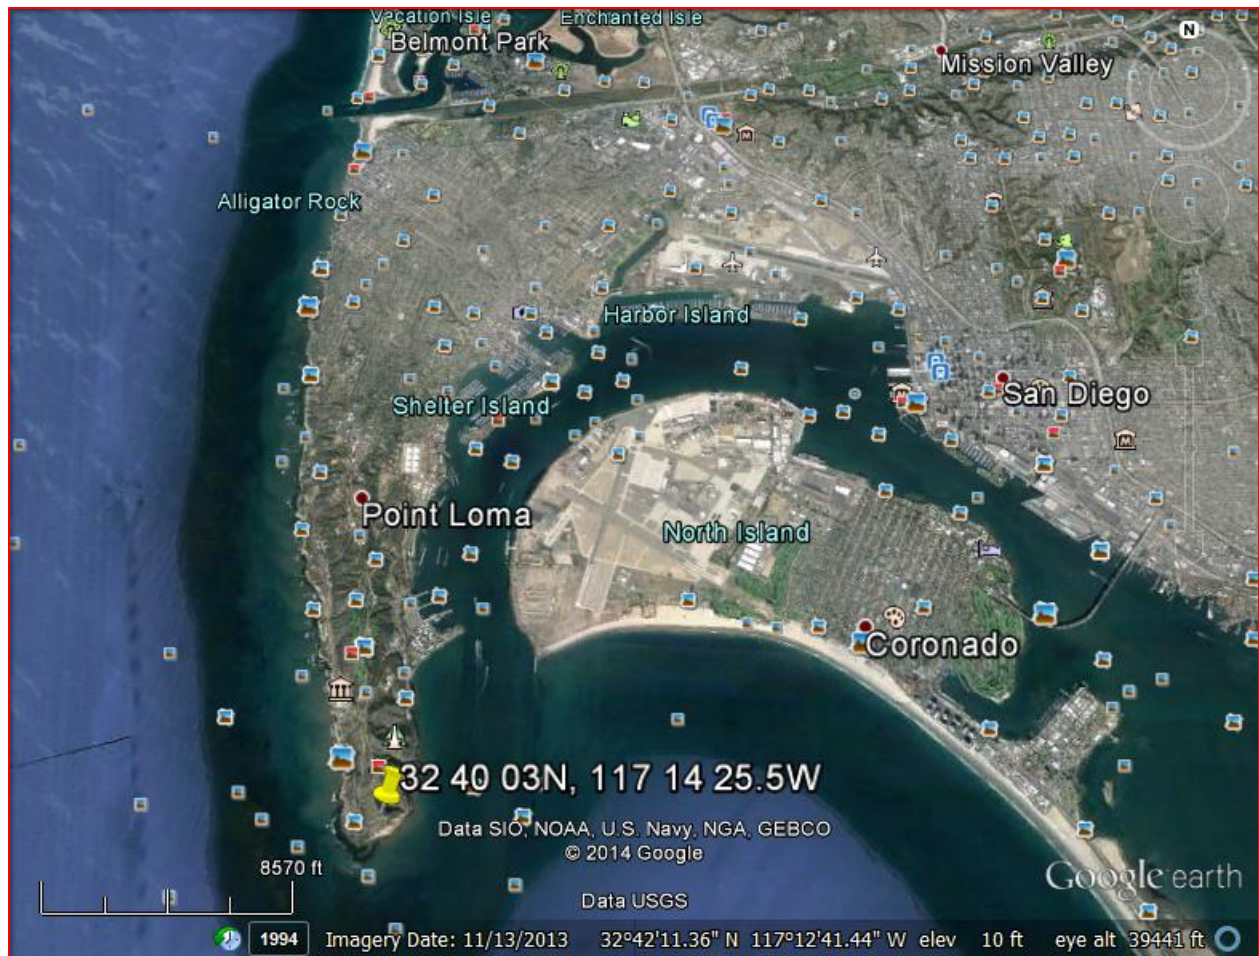 Vacation Isle
Enchanted Isle
Belmont Park
N
Mission Valley
Alligator Rock
Harbor Island
San Diego
Shelter Island
Point Loma
North Island
Coronado
32 40 03N, 117 14 25.5W
Data SIO, NOAA, U.S. Navy, NGA, GEBCO
© 2014 Google
8570 ft
Google earth
Data USGS
1994 Imagery Date: 11/13/2013 32°42'11.36" N 117°12'41.44" W elev 10 ft eye alt 39441 ft